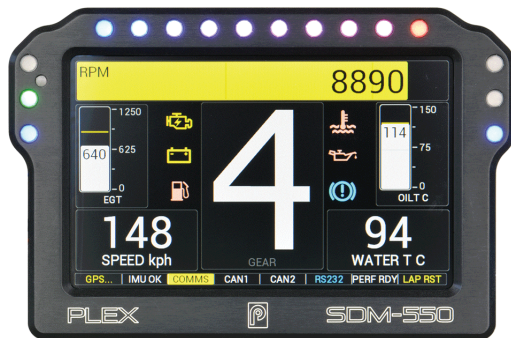 RPM
8890
1250
640
625
0
EGT
4
GEAR
150
114
75
0
OILT C
148
SPEED kph
94
WATER T C
GPS... IMU OK COMMS CAN1 CAN2 RS232 PERF RDY LAP RST
PLEX
P
SDM-550